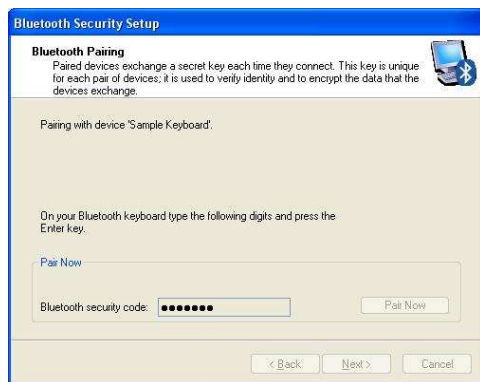 Bluetooth Security Setup
Bluetooth Pairing
Paired devices exchange a secret key each time they connect. This key is unique
for each pair of devices; it is used to verify identity and to encrypt the data that the
devices exchange.
Pairing with device 'Sample Keyboard'.
On your Bluetooth keyboard type the following digits and press the
Enter key.
Pair Now
Bluetooth security code: ●●●●●●● Pair Now
< Back Next > Cancel